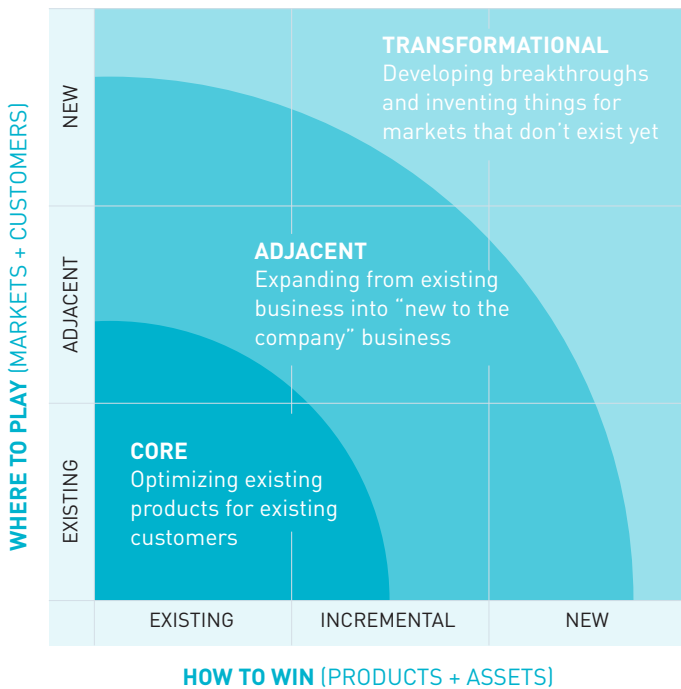 TRANSFORMATIONAL
Developing breakthroughs
and inventing things for
markets that don't exist yet
ADJACENT
Expanding from existing
business into “new to the
company” business
CORE
Optimizing existing
products for existing
customers
WHERE TO PLAY (MARKETS + CUSTOMERS)
NEW
ADJACENT
EXISTING
EXISTING
INCREMENTAL
NEW
HOW TO WIN (PRODUCTS + ASSETS)